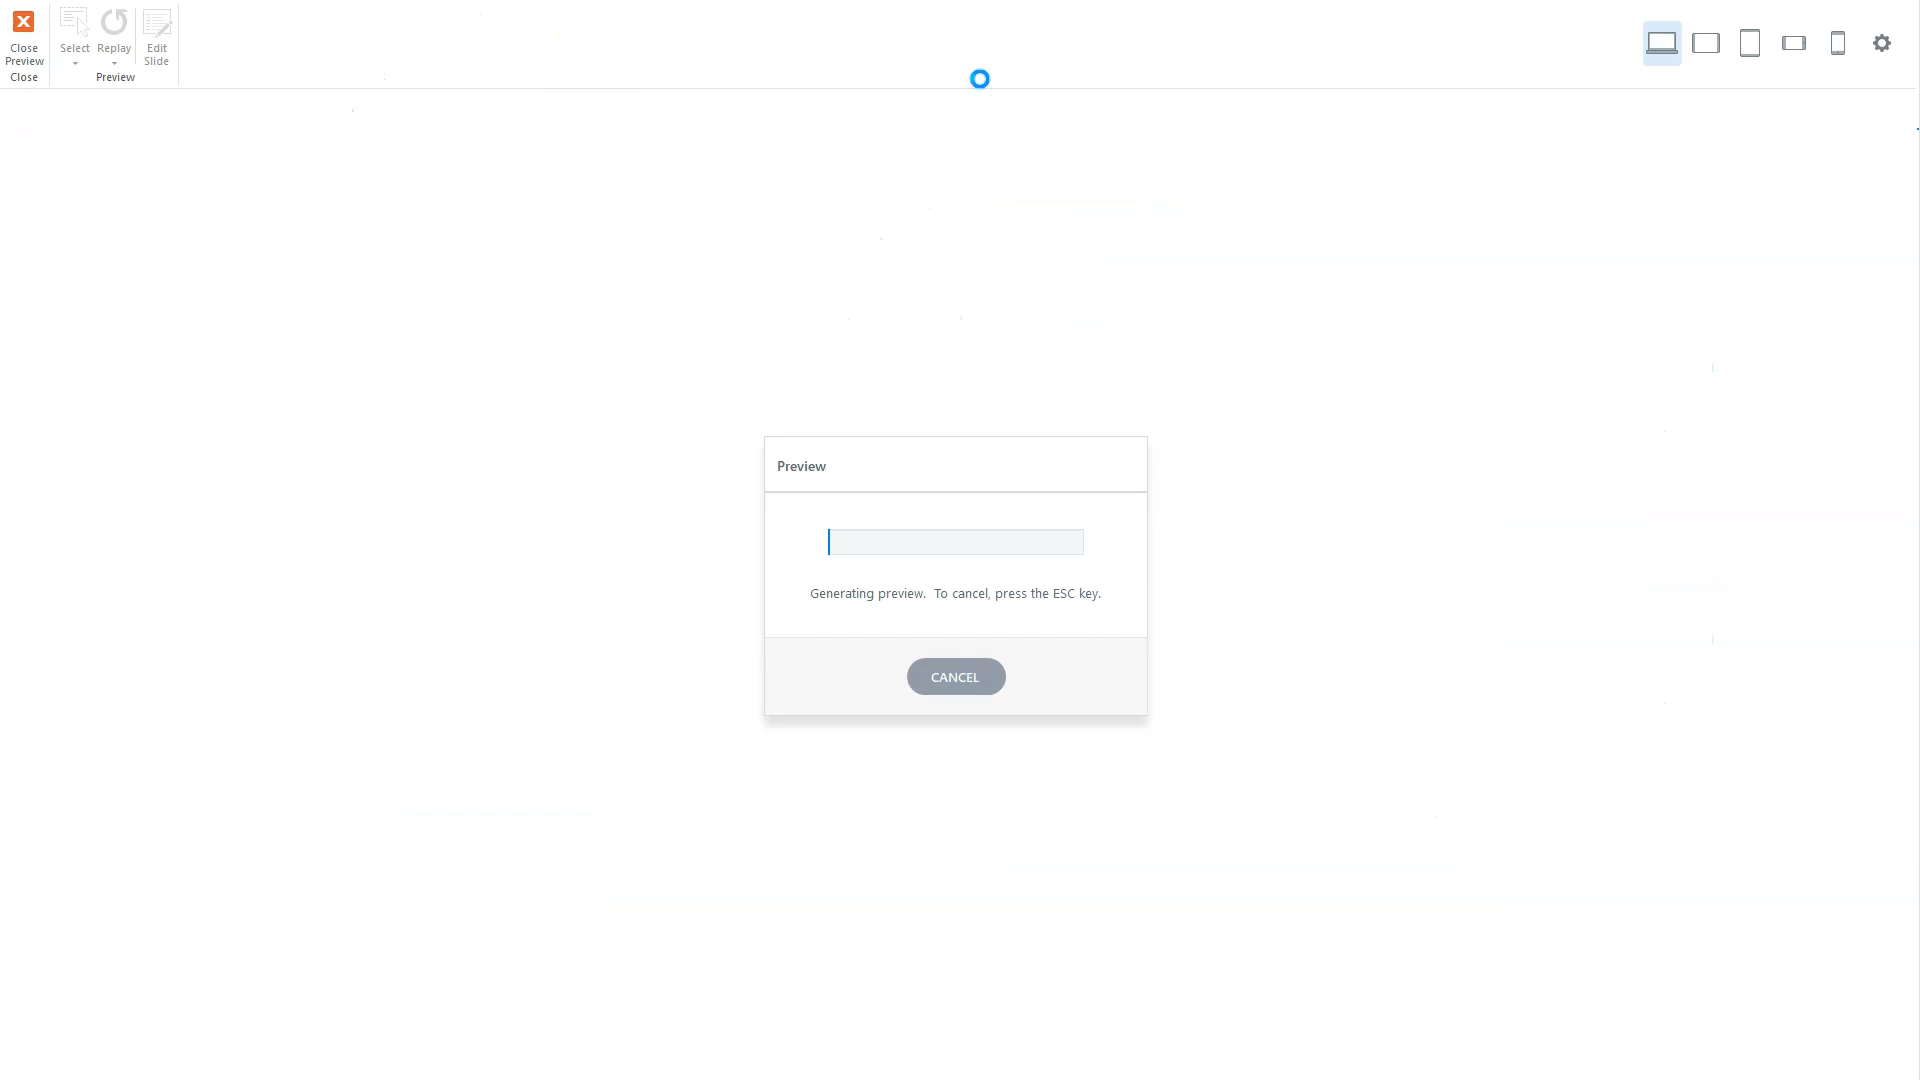 Close
Preview
Close
Select
Replay
Edit
Slide
Preview
Preview
Generating preview.  To cancel, press the ESC key.
CANCEL